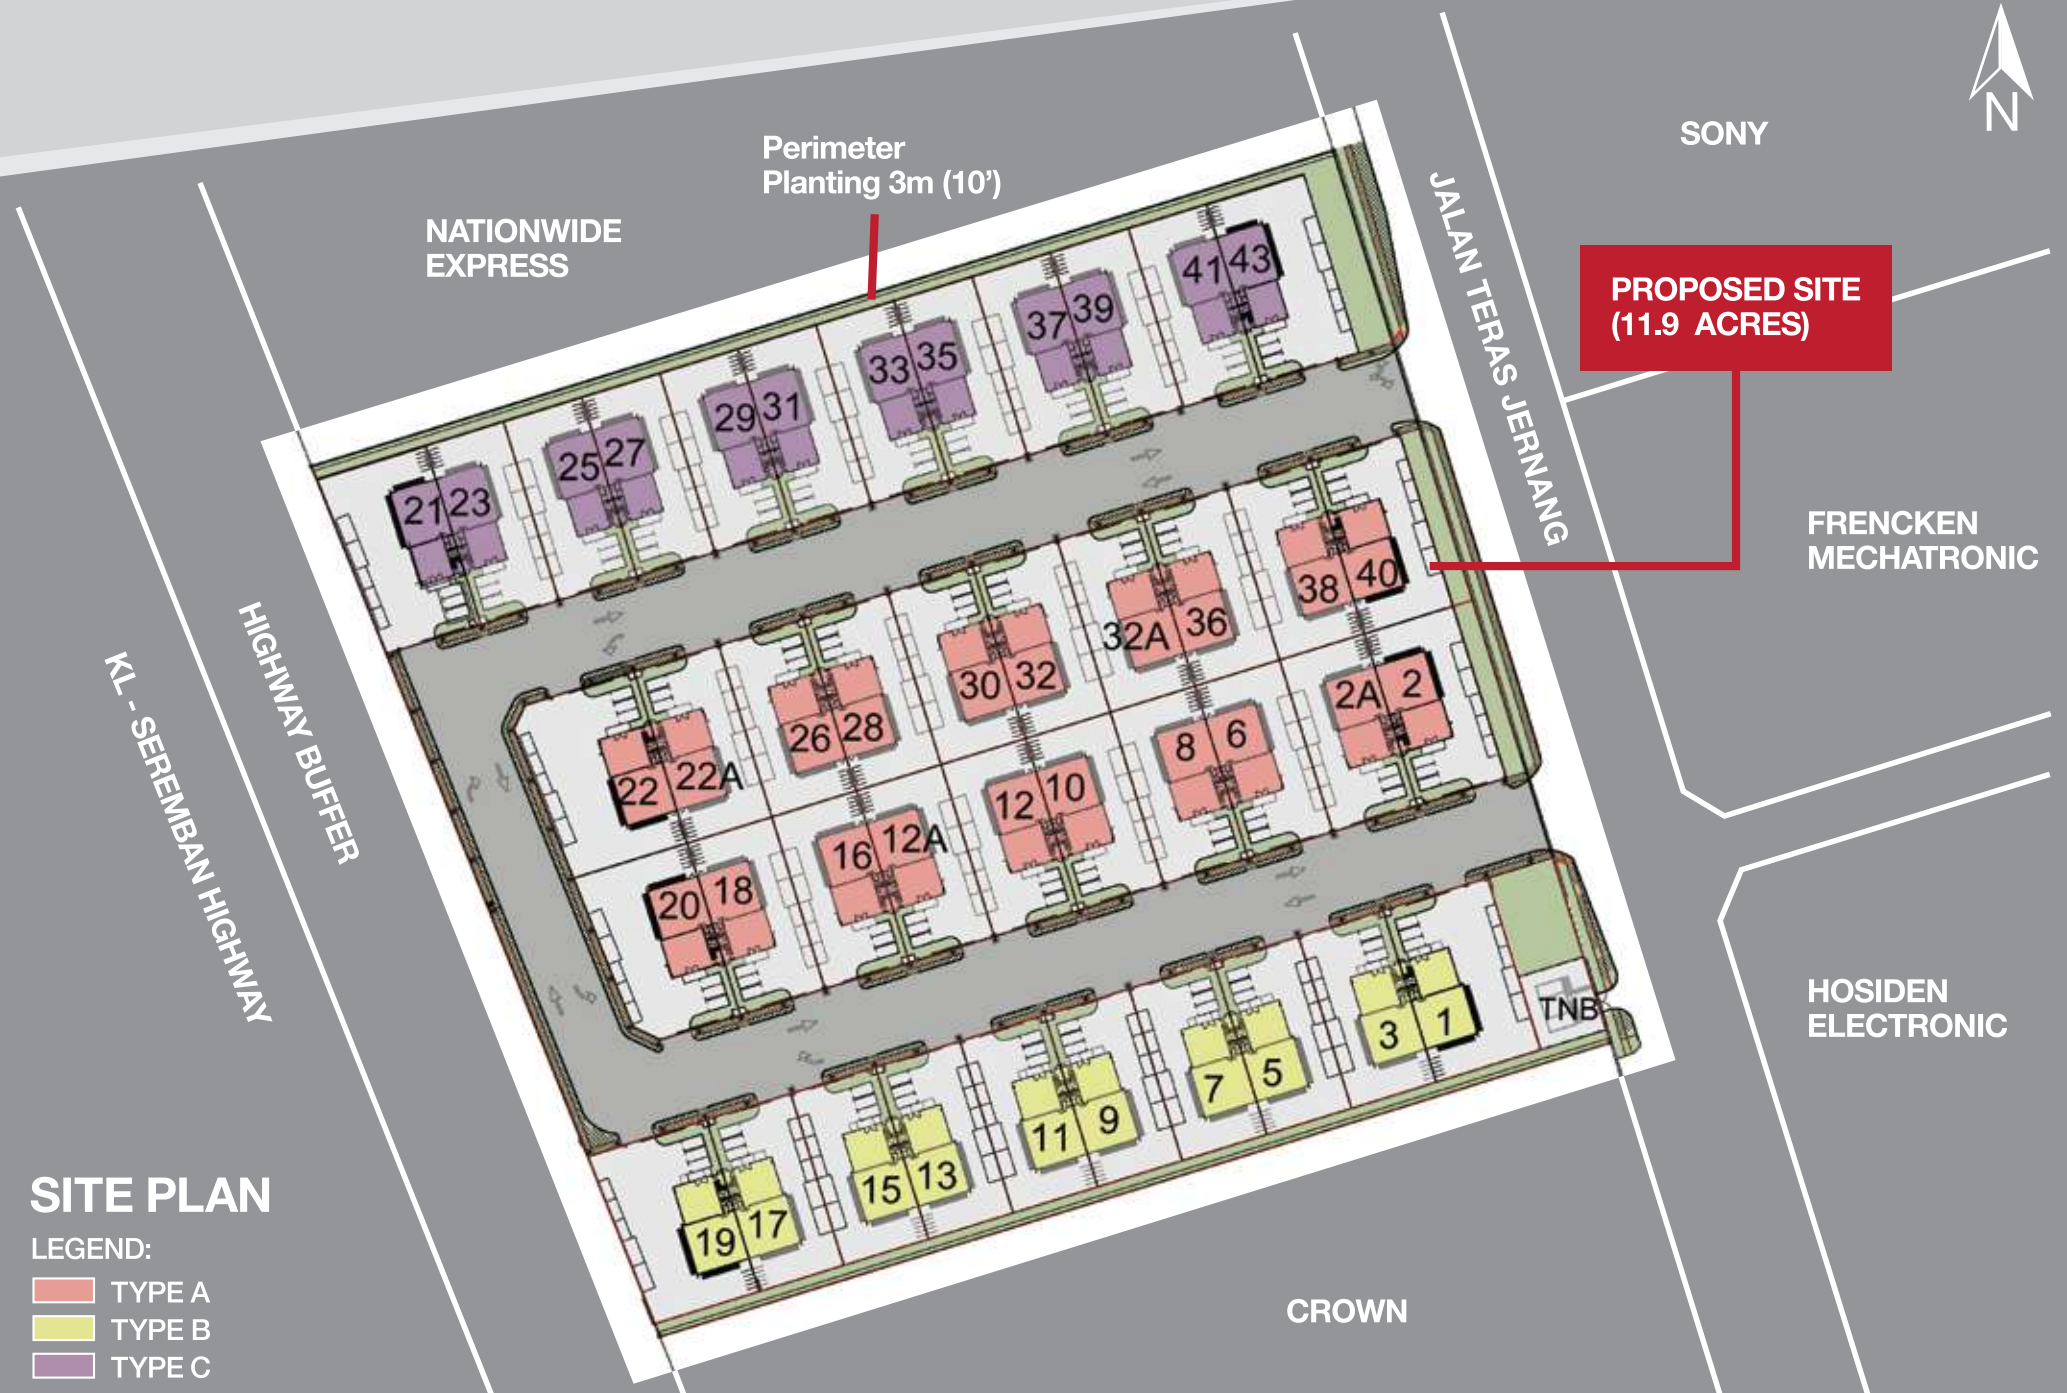 N
SONY
Perimeter
Planting 3m (10’)
NATIONWIDE
EXPRESS
JALAN TERAS JERNANG
PROPOSED SITE
(11.9 ACRES)
41 43
37 39
33 35
29 31
25 27
21 23
FRENCKEN
MECHATRONIC
38 40
32A 36
30 32
26 28
22 22A
2A 2
8 6
12 10
16 12A
20 18
HIGHWAY BUFFER
KL - SEREMBAN HIGHWAY
HOSIDEN
ELECTRONIC
TNB
3 1
7 5
11 9
15 13
19 17
CROWN
SITE PLAN
LEGEND:
TYPE A
TYPE B
TYPE C